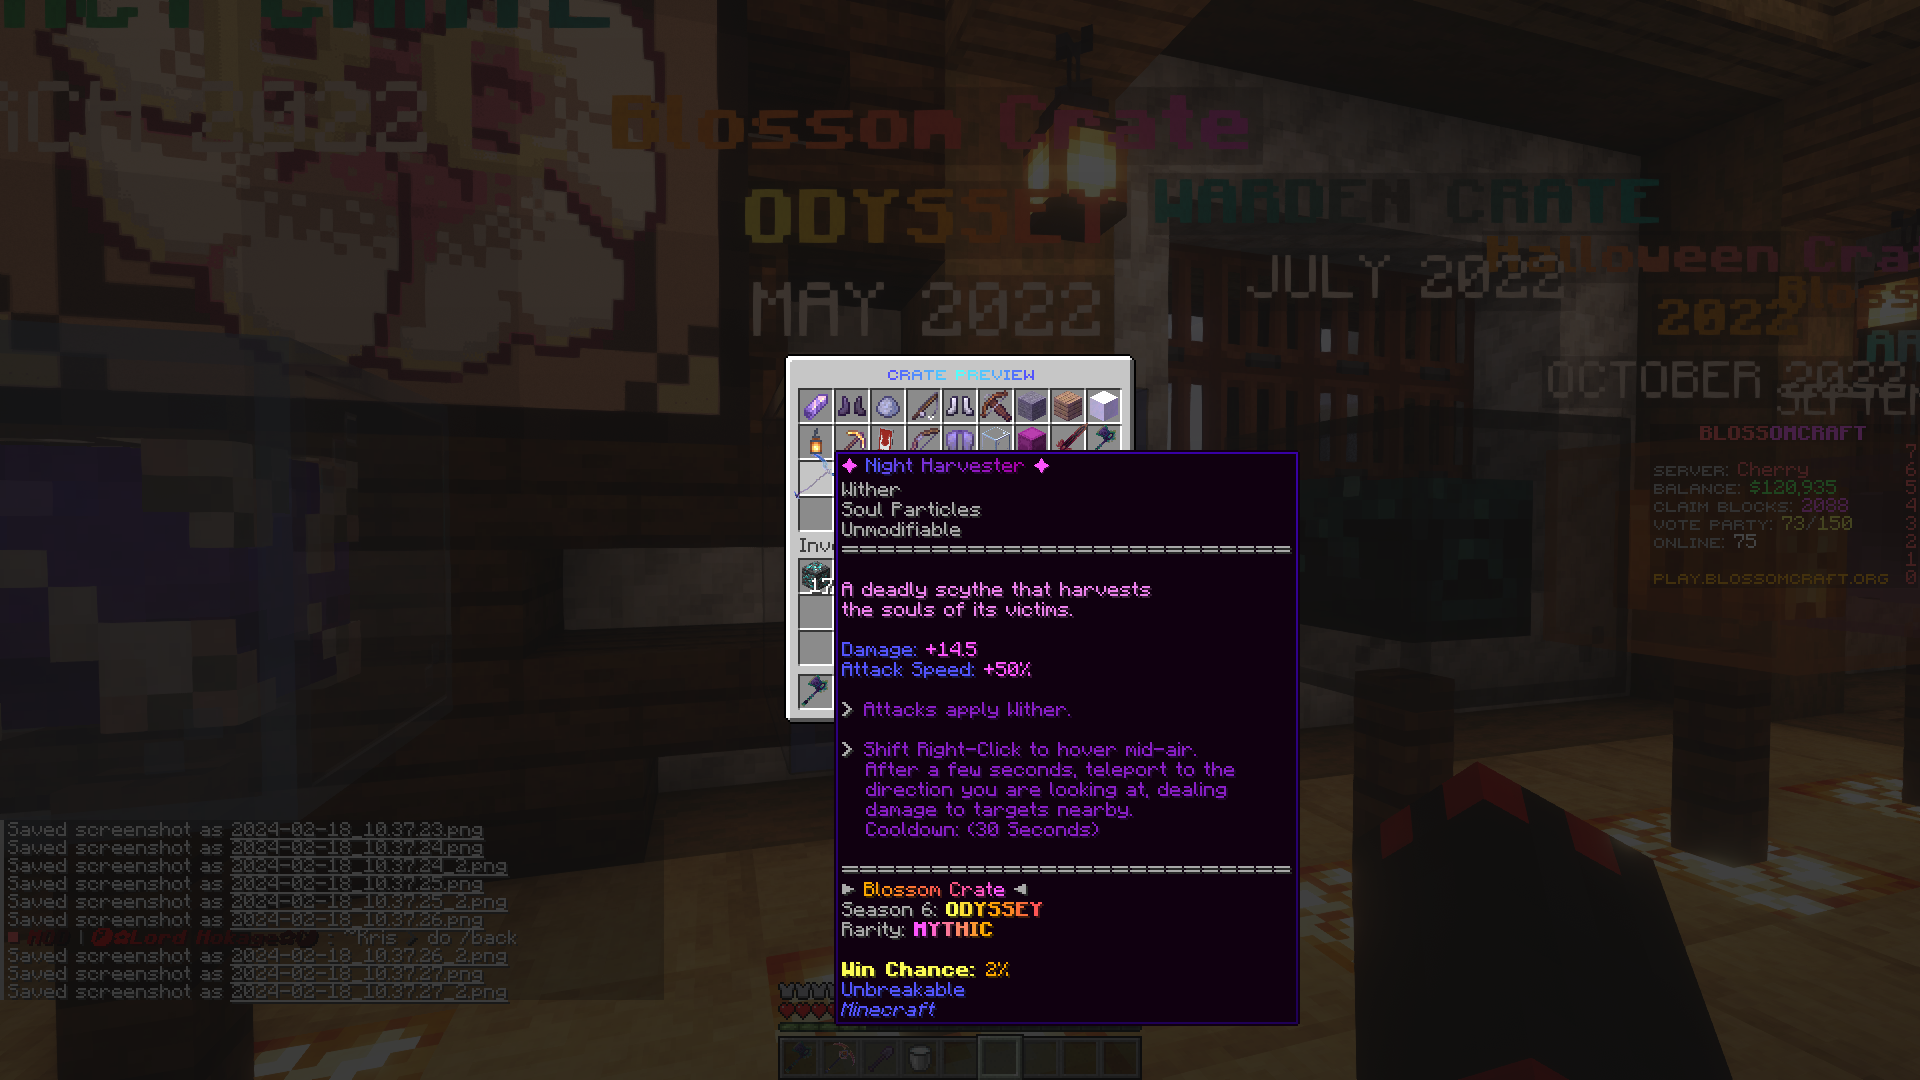 Blossom Crate
ODYSSEY
MAY 2022
WARDEN CRATE
JULY 2022
2022
OCTOBER 2022
CRATE PREVIEW
17
✦ Night Harvester ✦
Wither
Soul Particles
Unmodifiable
A deadly scythe that harvests
the souls of its victims.
Damage: +14.5
Attack Speed: +50%
> Attacks apply Wither.
> Shift Right-Click to hover mid-air.
After a few seconds, teleport to the
direction you are looking at, dealing
damage to targets nearby.
Cooldown: (30 Seconds)
► Blossom Crate ◄
Season 6: ODYSSEY
Rarity: MYTHIC
Win Chance: 2%
Unbreakable
Minecraft
BLOSSOMCRAFT
SERVER: Cherry
BALANCE: $120,935
CLAIM BLOCKS: 2088
VOTE PARTY: 73/150
ONLINE: 75
PLAY.BLOSSOMCRAFT.ORG
7
6
5
4
3
2
1
0
Saved screenshot as 2024-02-18_10.37.23.png
Saved screenshot as 2024-02-18_10.37.24.png
Saved screenshot as 2024-02-18_10.37.24_2.png
Saved screenshot as 2024-02-18_10.37.25.png
Saved screenshot as 2024-02-18_10.37.25_2.png
Saved screenshot as 2024-02-18_10.37.26.png
do /back
Saved screenshot as 2024-02-18_10.37.26_2.png
Saved screenshot as 2024-02-18_10.37.27.png
Saved screenshot as 2024-02-18_10.37.27_2.png